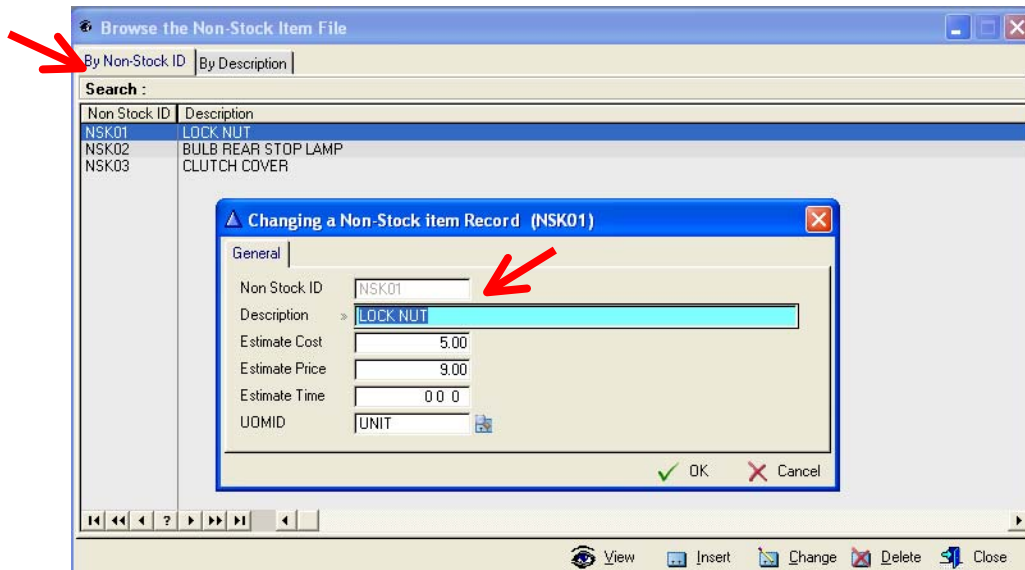 Browse the Non-Stock Item File
By Non-Stock ID By Description
Search :
Non Stock ID Description
NSK01 LOCK NUT
NSK02 BULB REAR STOP LAMP
NSK03 CLUTCH COVER
Changing a Non-Stock item Record (NSK01)
General
Non Stock ID NSK01
Description » LOCK NUT
Estimate Cost 5.00
Estimate Price 9.00
Estimate Time 0 0 0
UOMID UNIT
OK Cancel
?
View Insert Change Delete Close